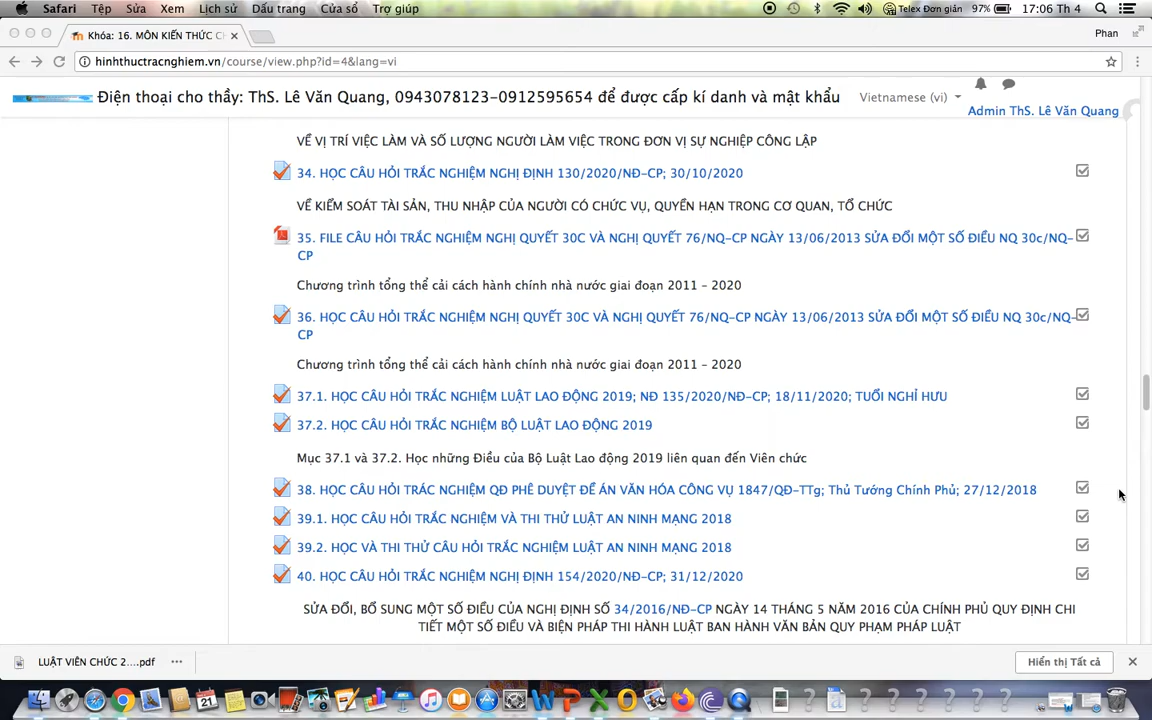 Safari Tệp Sửa Xem Lịch sử Dấu trang Cửa sổ Trợ giúp Telex Đơn giản 97% 17:06 Th 4
Khóa: 16. MÔN KIẾN THỨC CH Phan
hinhthuctracnghiem.vn/course/view.php?id=4&lang=vi
Điện thoại cho thầy: ThS. Lê Văn Quang, 0943078123-0912595654 để được cấp kí danh và mật khẩu Vietnamese (vi)
Admin ThS. Lê Văn Quang
VỀ VỊ TRÍ VIỆC LÀM VÀ SỐ LƯỢNG NGƯỜI LÀM VIỆC TRONG ĐƠN VỊ SỰ NGHIỆP CÔNG LẬP
34. HỌC CÂU HỎI TRẮC NGHIỆM NGHỊ ĐỊNH 130/2020/NĐ-CP; 30/10/2020
VỀ KIỂM SOÁT TÀI SẢN, THU NHẬP CỦA NGƯỜI CÓ CHỨC VỤ, QUYỀN HẠN TRONG CƠ QUAN, TỔ CHỨC
35. FILE CÂU HỎI TRẮC NGHIỆM NGHỊ QUYẾT 30C VÀ NGHỊ QUYẾT 76/NQ-CP NGÀY 13/06/2013 SỬA ĐỔI MỘT SỐ ĐIỀU NQ 30c/NQ-
CP
Chương trình tổng thể cải cách hành chính nhà nước giai đoạn 2011 - 2020
36. HỌC CÂU HỎI TRẮC NGHIỆM NGHỊ QUYẾT 30C VÀ NGHỊ QUYẾT 76/NQ-CP NGÀY 13/06/2013 SỬA ĐỔI MỘT SỐ ĐIỀU NQ 30c/NQ-
CP
Chương trình tổng thể cải cách hành chính nhà nước giai đoạn 2011 - 2020
37.1. HỌC CÂU HỎI TRẮC NGHIỆM LUẬT LAO ĐỘNG 2019; NĐ 135/2020/NĐ-CP; 18/11/2020; TUỔI NGHỈ HƯU
37.2. HỌC CÂU HỎI TRẮC NGHIỆM BỘ LUẬT LAO ĐỘNG 2019
Mục 37.1 và 37.2. Học những Điều của Bộ Luật Lao động 2019 liên quan đến Viên chức
38. HỌC CÂU HỎI TRÁC NGHIỆM QĐ PHÊ DUYỆT ĐỀ ÁN VĂN HÓA CÔNG VỤ 1847/QĐ-TTg; Thủ Tướng Chính Phủ; 27/12/2018
39.1. HỌC CÂU HỎI TRẮC NGHIỆM VÀ THI THỬ LUẬT AN NINH MẠNG 2018
39.2. HỌC VÀ THI THỬ CÂU HỎI TRẮC NGHIỆM LUẬT AN NINH MẠNG 2018
40. HỌC CÂU HỎI TRẮC NGHIỆM NGHỊ ĐỊNH 154/2020/NĐ-CP; 31/12/2020
SỬA ĐỔI, BỔ SUNG MỘT SỐ ĐIỀU CỦA NGHỊ ĐỊNH SỐ 34/2016/NĐ-CP NGÀY 14 THÁNG 5 NĂM 2016 CỦA CHÍNH PHỦ QUY ĐỊNH CHI
TIẾT MỘT SỐ ĐIỀU VÀ BIỆN PHÁP THI HÀNH LUẬT BAN HÀNH VĂN BẢN QUY PHẠM PHÁP LUẬT
LUẬT VIÊN CHỨC 2....pdf Hiển thị Tất cả